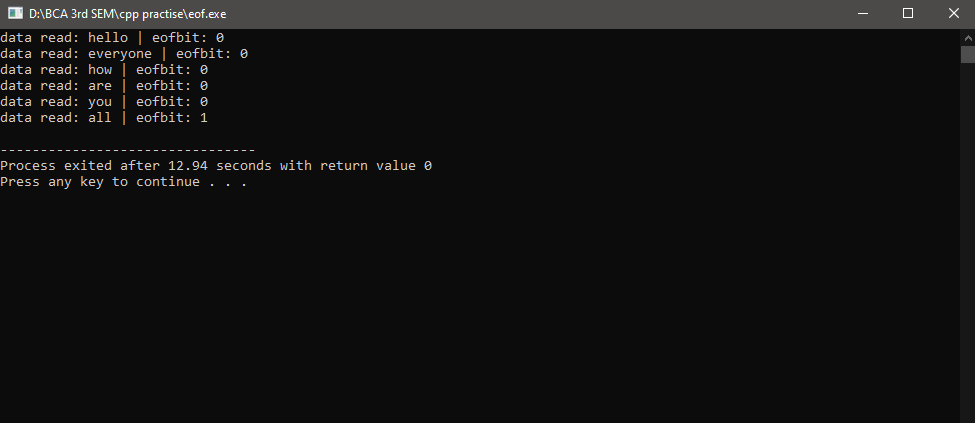 D:\BCA 3rd SEM\cpp practise\eof.exe
data read: hello | eofbit: 0
data read: everyone | eofbit: 0
data read: how | eofbit: 0
data read: are | eofbit: 0
data read: you | eofbit: 0
data read: all | eofbit: 1
--------------------------------
Process exited after 12.94 seconds with return value 0
Press any key to continue . . .